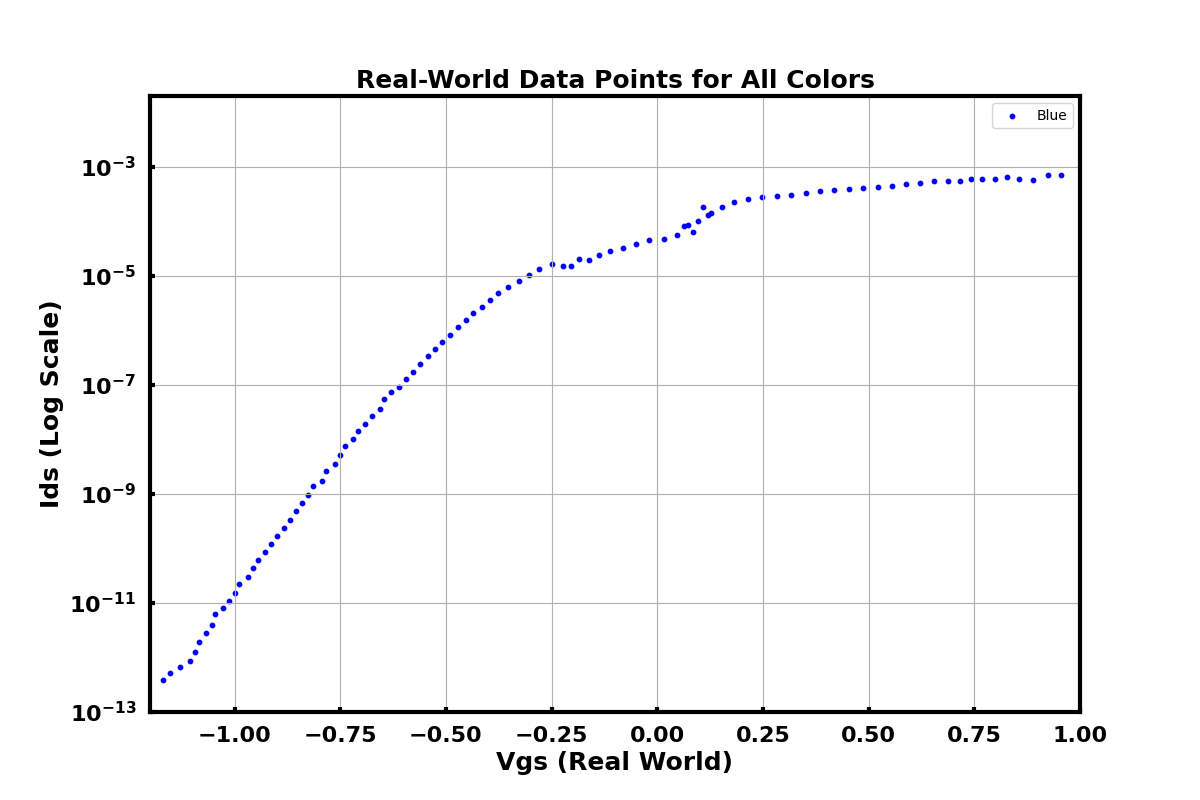 Real-World Data Points for All Colors
Blue
10⁻³
10⁻⁵
10⁻⁷
10⁻⁹
10⁻¹¹
10⁻¹³
Ids (Log Scale)
−1.00 −0.75 −0.50 −0.25 0.00 0.25 0.50 0.75 1.00
Vgs (Real World)